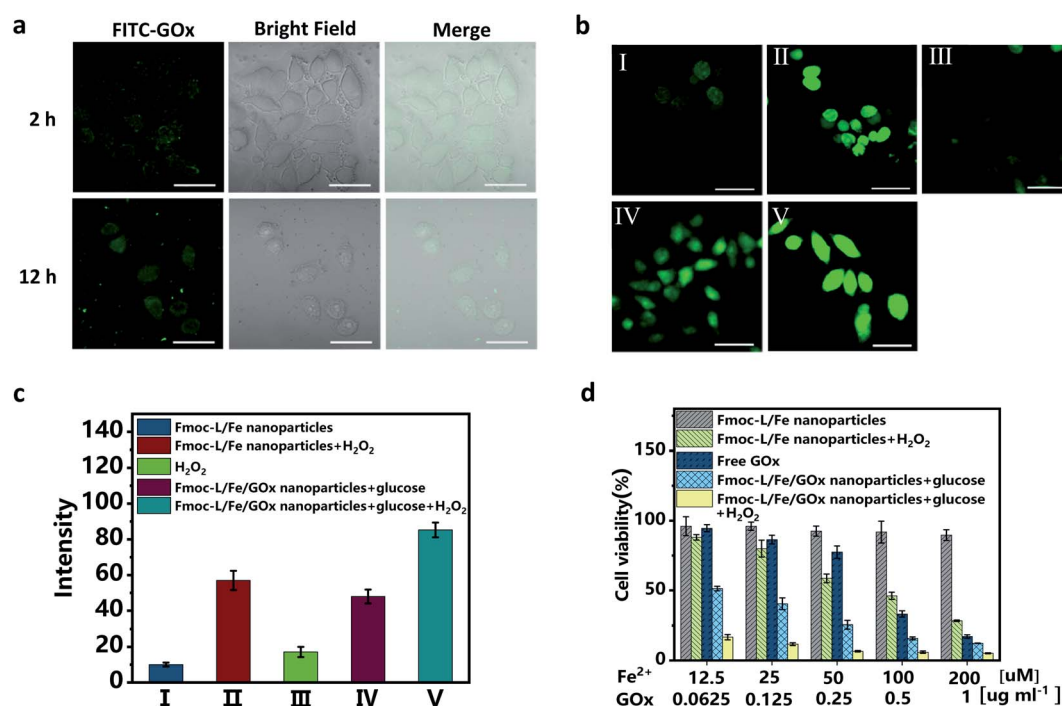 a
FITC-GOx Bright Field Merge
2 h
12 h
b
I II III
IV V
c
Intensity
140
120
100
80
60
40
20
0
Fmoc-L/Fe nanoparticles
Fmoc-L/Fe nanoparticles+H₂O₂
H₂O₂
Fmoc-L/Fe/GOx nanoparticles+glucose
Fmoc-L/Fe/GOx nanoparticles+glucose+H₂O₂
I II III IV V
d
Cell viability(%)
150
100
50
0
Fmoc-L/Fe nanoparticles
Fmoc-L/Fe nanoparticles+H₂O₂
Free GOx
Fmoc-L/Fe/GOx nanoparticles+glucose
Fmoc-L/Fe/GOx nanoparticles+glucose
+H₂O₂
Fe²⁺ 12.5 25 50 100 200 [uM]
GOx 0.0625 0.125 0.25 0.5 1 [ug ml⁻¹]